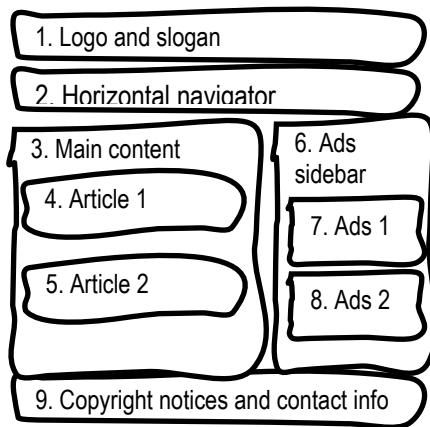 1. Logo and slogan
2. Horizontal navigator
3. Main content
4. Article 1
5. Article 2
6. Ads
sidebar
7. Ads 1
8. Ads 2
9. Copyright notices and contact info